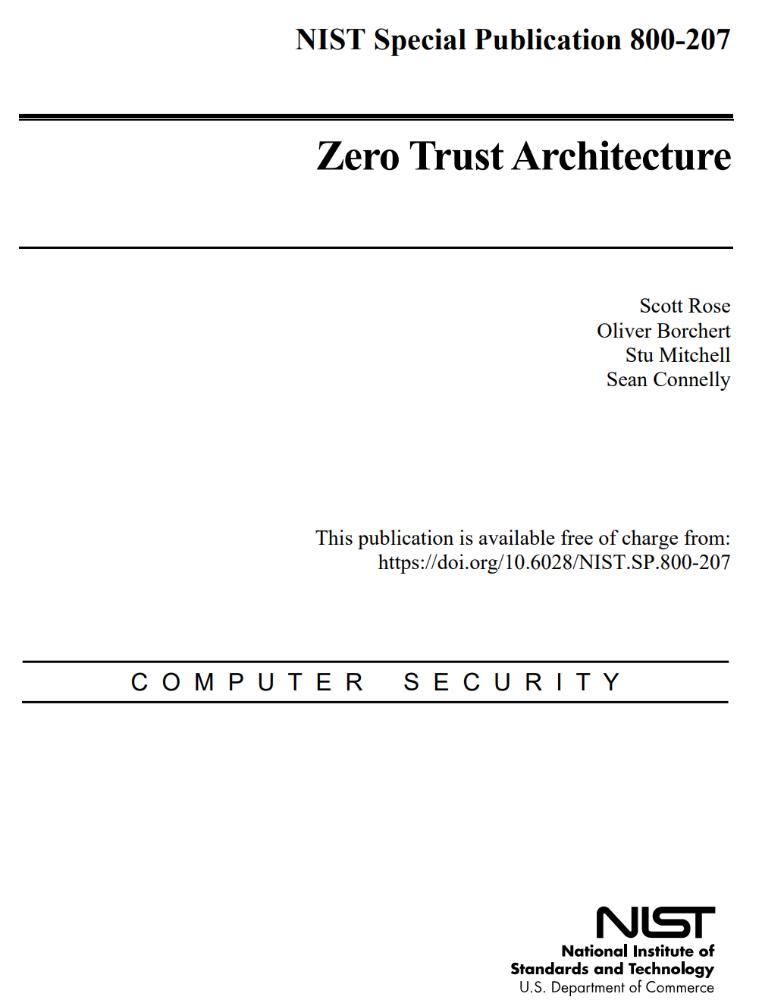 NIST Special Publication 800-207
Zero Trust Architecture
Scott Rose
Oliver Borchert
Stu Mitchell
Sean Connelly
This publication is available free of charge from:
https://doi.org/10.6028/NIST.SP.800-207
COMPUTER SECURITY
NIST
National Institute of
Standards and Technology
U.S. Department of Commerce